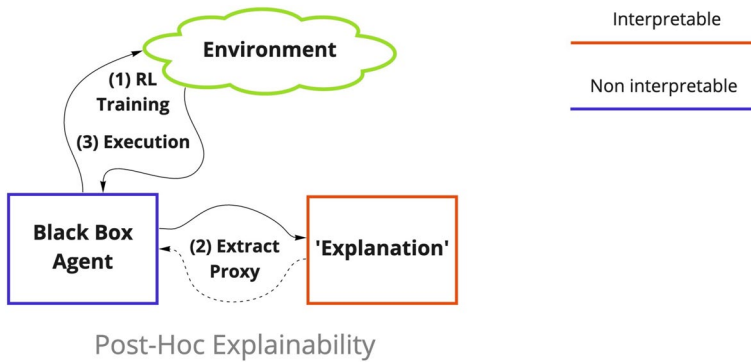 Environment
(1) RL
Training
(3) Execution
Interpretable
Non interpretable
Black Box
Agent
(2) Extract
Proxy
'Explanation'
Post-Hoc Explainability